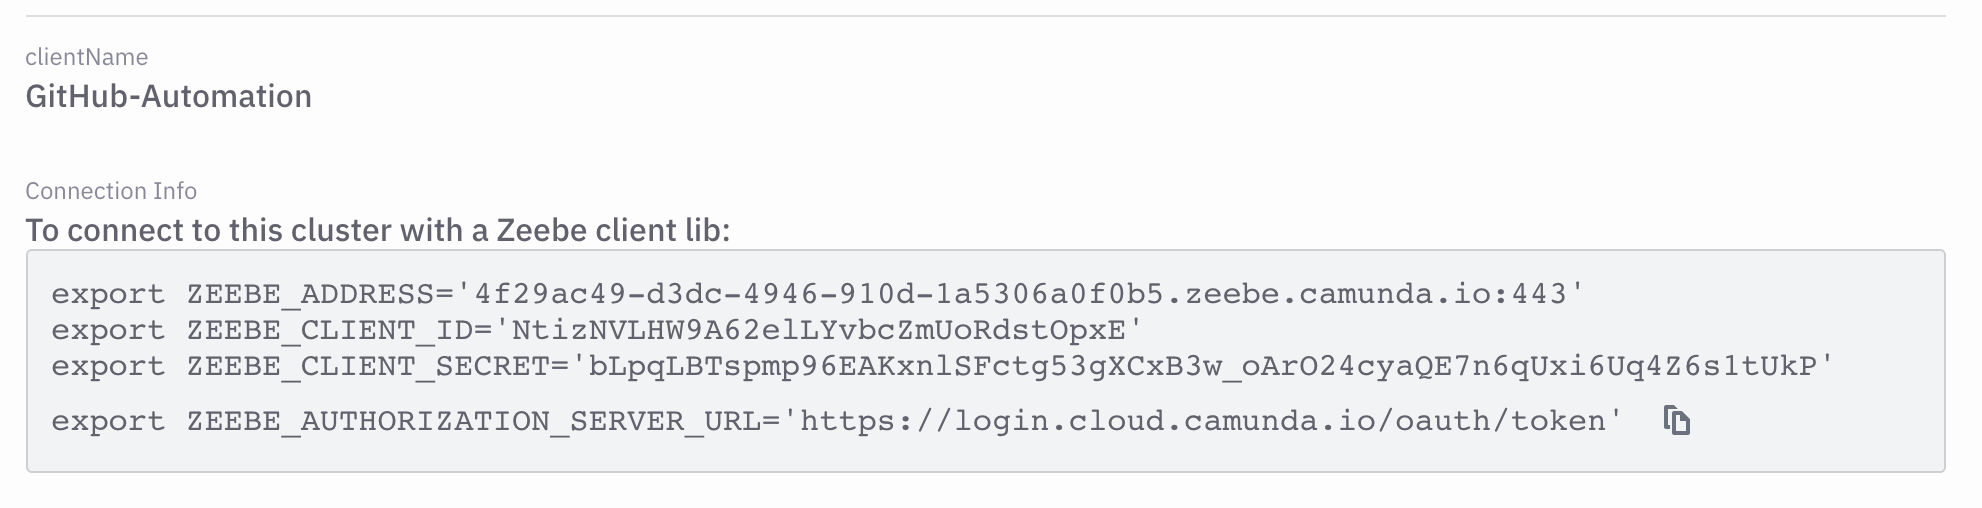 clientName
GitHub-Automation
Connection Info
To connect to this cluster with a Zeebe client lib:
export ZEEBE_ADDRESS='4f29ac49-d3dc-4946-910d-1a5306a0f0b5.zeebe.camunda.io:443'
export ZEEBE_CLIENT_ID='NtizNVLHW9A62elLYvbcZmUoRdstOpxE'
export ZEEBE_CLIENT_SECRET='bLpqLBTspmp96EAKxnlSFctg53gXCxB3w_oArO24cyaQE7n6qUxi6Uq4Z6s1tUkP'
export ZEEBE_AUTHORIZATION_SERVER_URL='https://login.cloud.camunda.io/oauth/token'